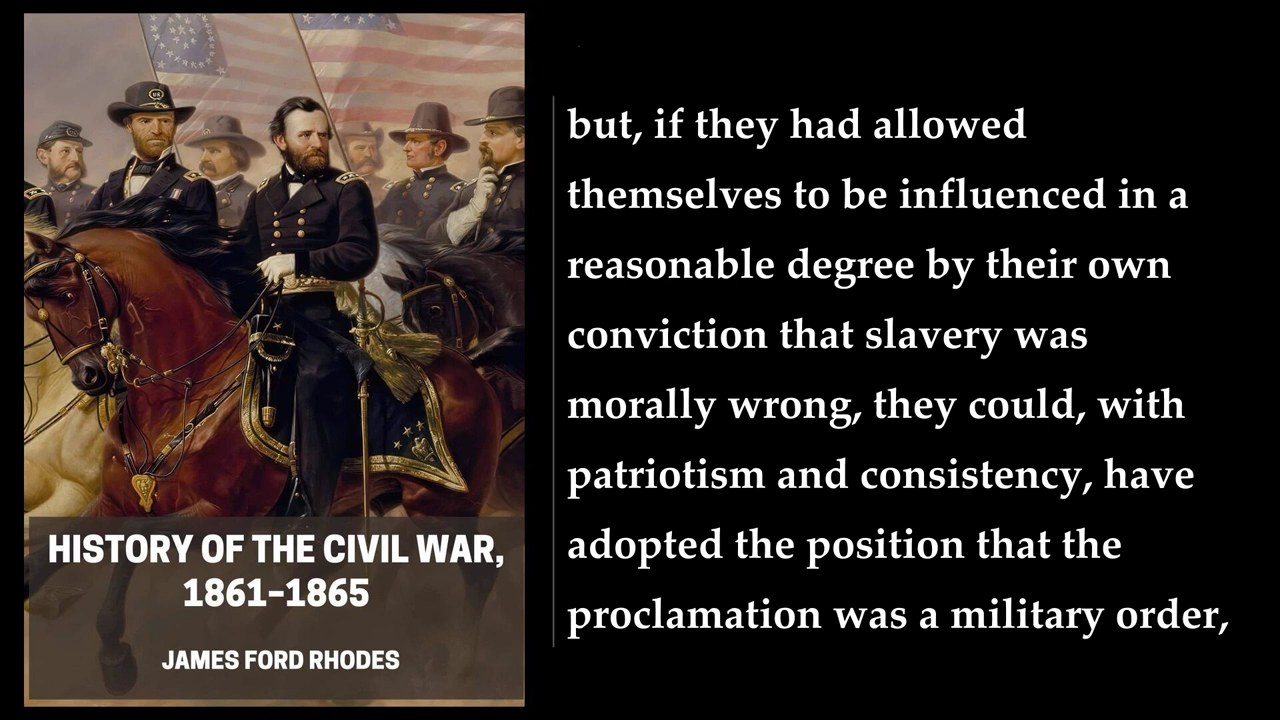 HISTORY OF THE CIVIL WAR,
1861–1865
JAMES FORD RHODES
but, if they had allowed
themselves to be influenced in a
reasonable degree by their own
conviction that slavery was
morally wrong, they could, with
patriotism and consistency, have
adopted the position that the
proclamation was a military order,